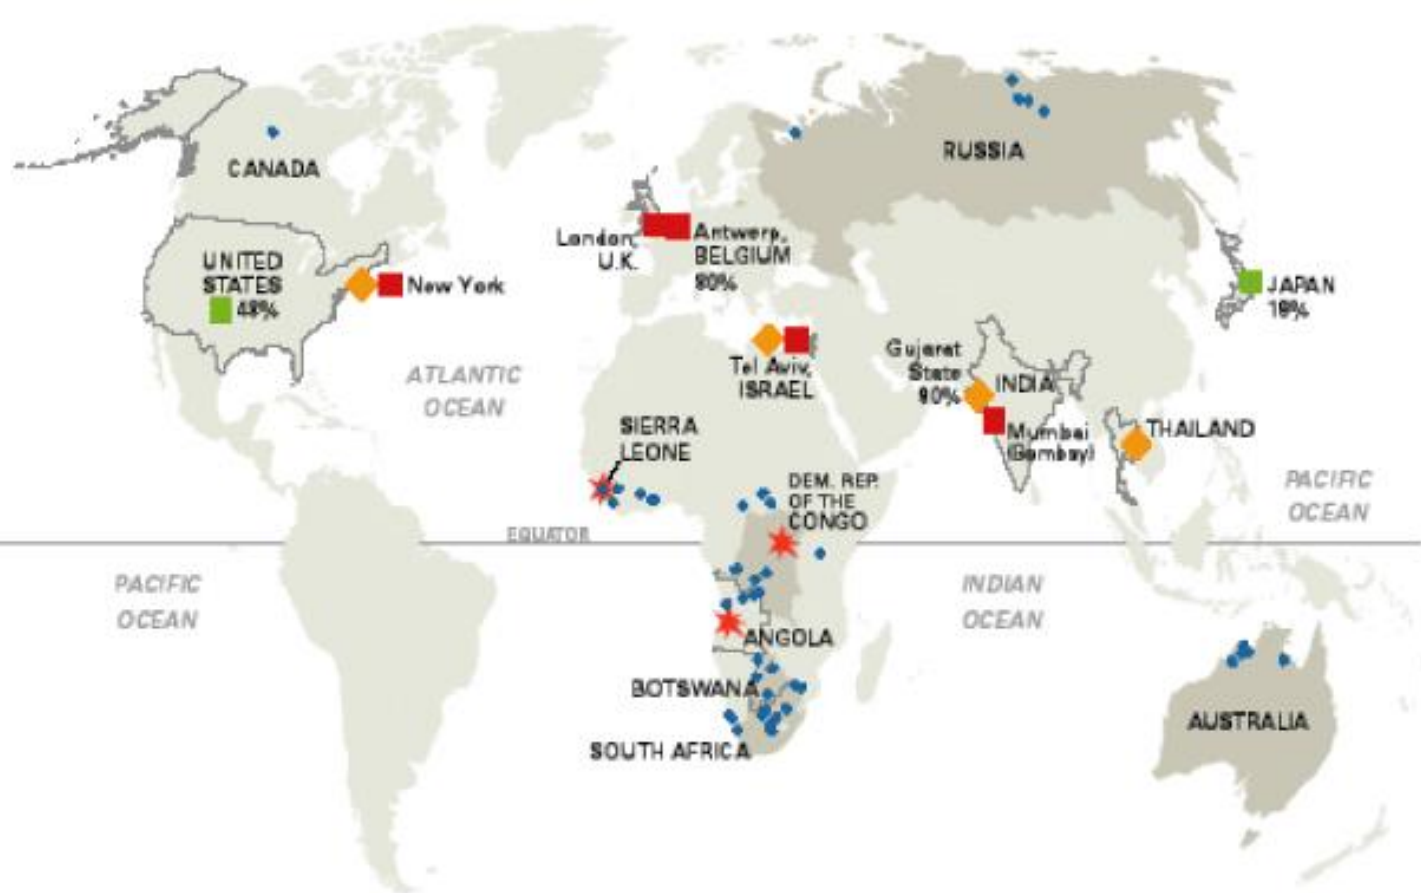 RUSSIA
CANADA
London,
U.K.
Antwerp,
BELGIUM
80%
UNITED
STATES
48%
New York
JAPAN
19%
ATLANTIC
OCEAN
Tel Aviv,
ISRAEL
Gujarat
State
90%
INDIA
Mumbai
(Bombay)
THAILAND
SIERRA
LEONE
DEM. REP.
OF THE
CONGO
PACIFIC
OCEAN
EQUATOR
PACIFIC
OCEAN
INDIAN
OCEAN
ANGOLA
BOTSWANA
AUSTRALIA
SOUTH AFRICA